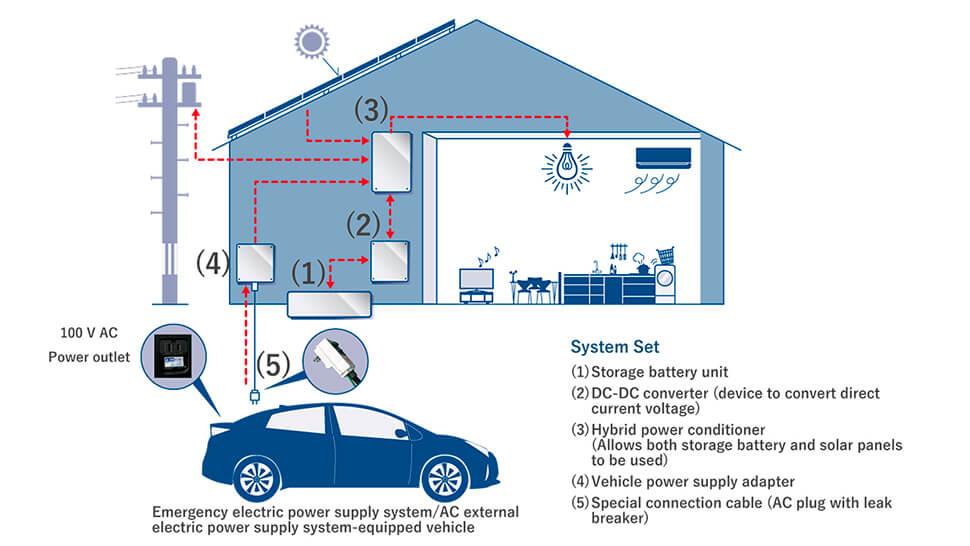 (3)
(2)
(4)
(1)
100 V AC
Power outlet
(5)
System Set
(1) Storage battery unit
(2) DC-DC converter (device to convert direct
current voltage)
(3) Hybrid power conditioner
(Allows both storage battery and solar panels
to be used)
(4) Vehicle power supply adapter
(5) Special connection cable (AC plug with leak
breaker)
Emergency electric power supply system/AC external
electric power supply system-equipped vehicle